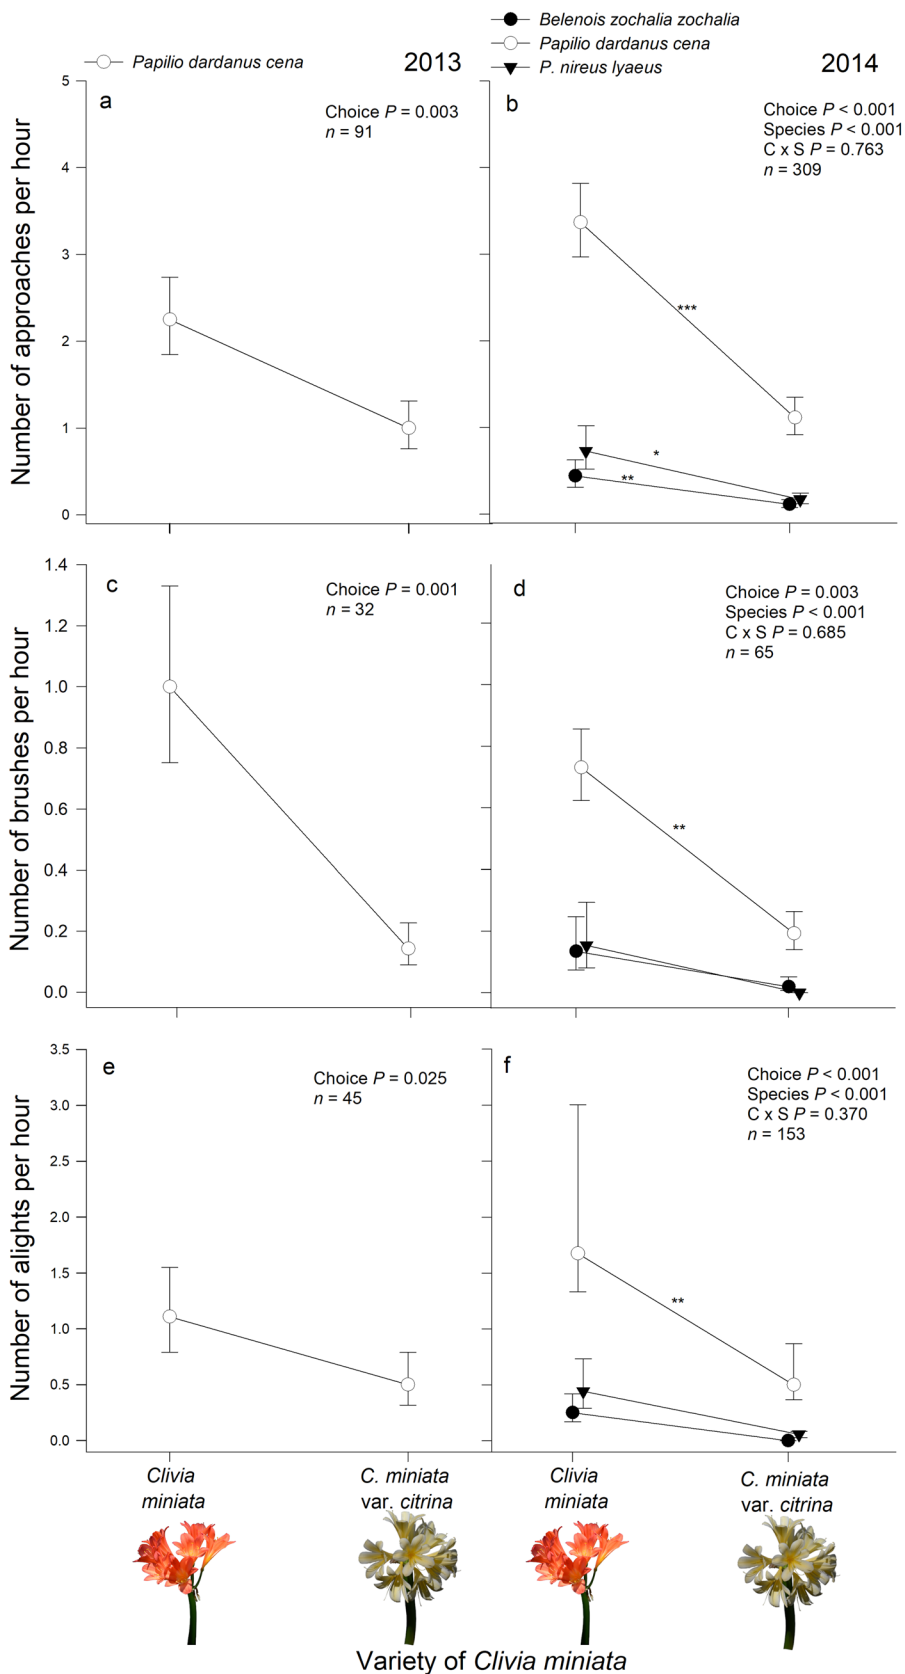 Papilio dardanus cena
2013
Belenois zochalia zochalia
Papilio dardanus cena
P. nireus lyaeus
2014
Number of approaches per hour
5
4
3
2
1
0
a
Choice P = 0.003
n = 91
b
Choice P < 0.001
Species P < 0.001
C x S P = 0.763
n = 309
***
*
**
Number of brushes per hour
1.4
1.2
1.0
0.8
0.6
0.4
0.2
0.0
c
Choice P = 0.001
n = 32
d
Choice P = 0.003
Species P < 0.001
C x S P = 0.685
n = 65
**
Number of alights per hour
3.5
3.0
2.5
2.0
1.5
1.0
0.5
0.0
e
Choice P = 0.025
n = 45
f
Choice P < 0.001
Species P < 0.001
C x S P = 0.370
n = 153
**
Clivia
miniata
C. miniata
var. citrina
Clivia
miniata
C. miniata
var. citrina
Variety of Clivia miniata